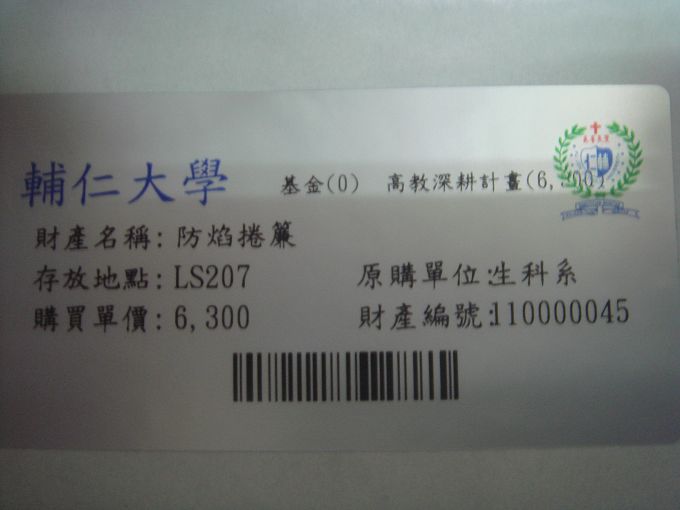 輔仁大學 基金(0) 高教深耕計畫(6,300)
財產名稱: 防焰捲簾
存放地點: LS207 原購單位:生科系
購買單價: 6,300 財產編號:110000045